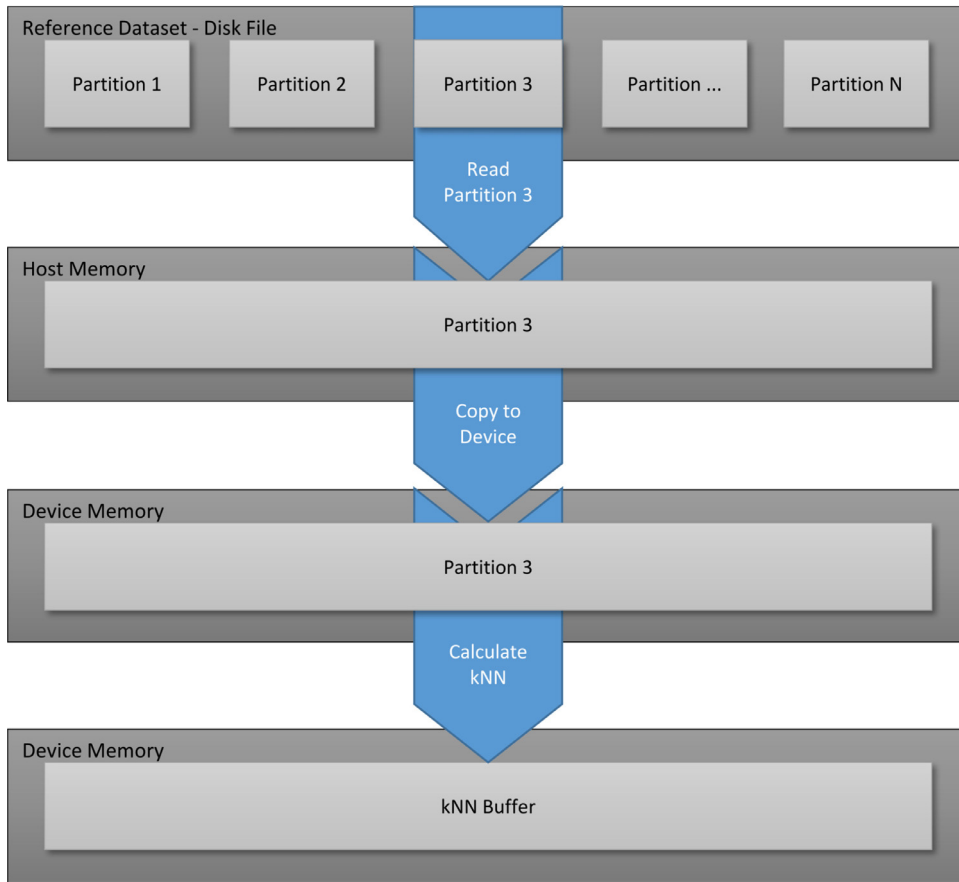 Reference Dataset - Disk File
Partition 1
Partition 2
Partition 3
Partition ...
Partition N
Read
Partition 3
Host Memory
Partition 3
Copy to
Device
Device Memory
Partition 3
Calculate
kNN
Device Memory
kNN Buffer